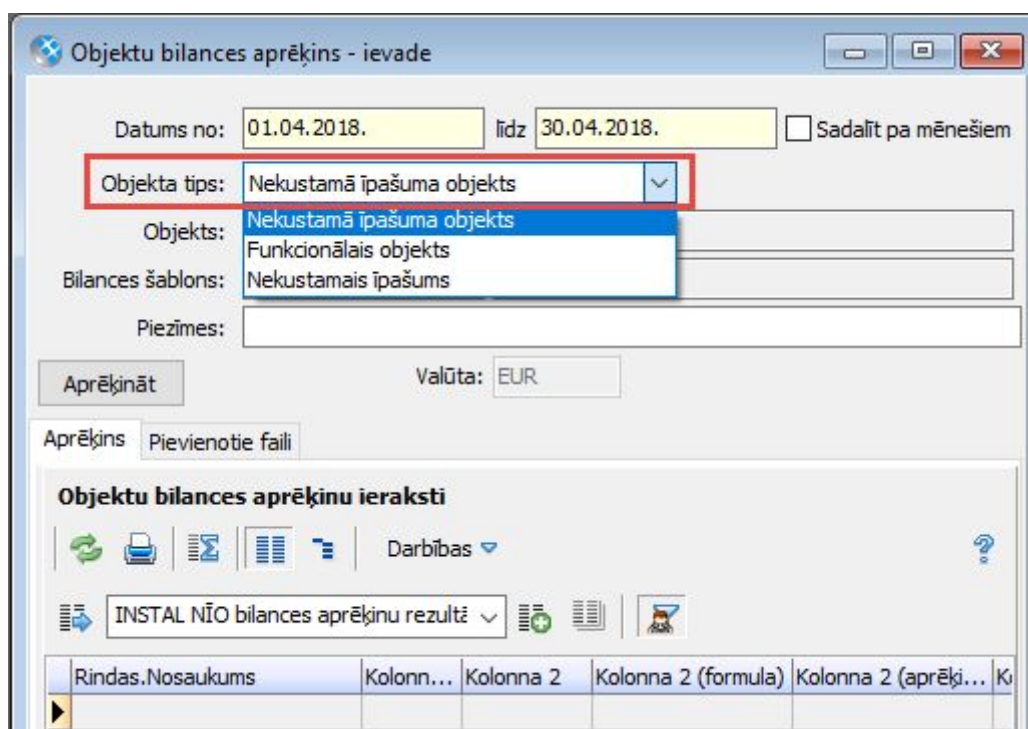 Objektu bilances aprēķins - ievade
Datums no: 01.04.2018. līdz 30.04.2018. Sadalīt pa mēnešiem
Objekta tips: Nekustamā īpašuma objekts
Objekts: Nekustamā īpašuma objekts
Funkcionālais objekts
Bilances šablons: Nekustamais īpašums
Piezīmes:
Aprēķināt Valūta: EUR
Aprēķins Pievienotie faili
Objektu bilances aprēķinu ieraksti
Darbības
INSTAL NĪO bilances aprēķinu
Rindas.Nosaukums Kolonn... Kolonna 2 Kolonna 2 (formula) Kolonna 2 (aprēķi...